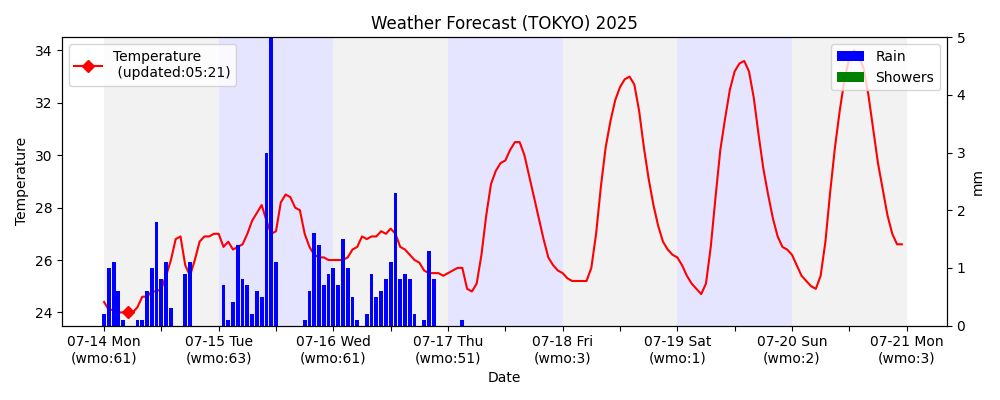 Weather Forecast (TOKYO) 2025
Temperature
(updated:05:21)
Rain
Showers
Temperature
34
32
30
28
26
24
5
4
3
2
1
0
mm
07-14 Mon
(wmo:61)
07-15 Tue
(wmo:63)
07-16 Wed
(wmo:61)
07-17 Thu
(wmo:51)
07-18 Fri
(wmo:3)
07-19 Sat
(wmo:1)
07-20 Sun
(wmo:2)
07-21 Mon
(wmo:3)
Date